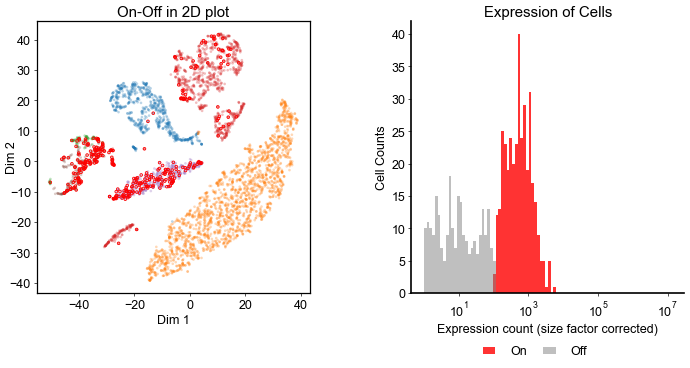 On-Off in 2D plot
40
30
20
10
0
−10
−20
−30
−40
Dim 2
−40 −20 0 20 40
Dim 1
Expression of Cells
40
35
30
25
20
15
10
5
0
Cell Counts
10^1 10^3 10^5 10^7
Expression count (size factor corrected)
On Off